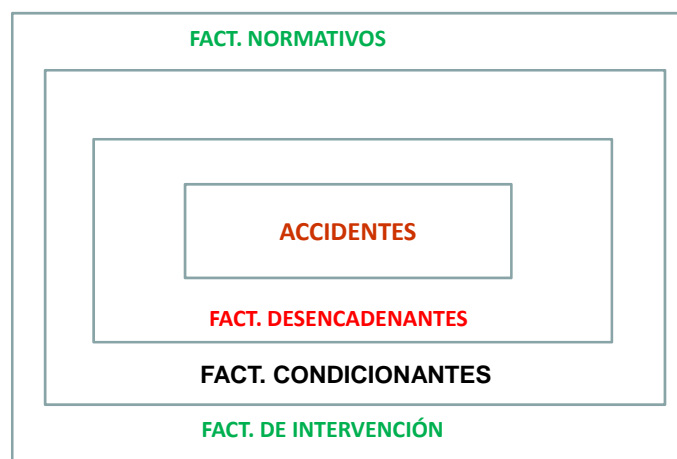 FACT. NORMATIVOS
ACCIDENTES
FACT. DESENCADENANTES
FACT. CONDICIONANTES
FACT. DE INTERVENCIÓN